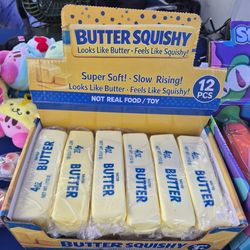 BUTTER SQUISHY
Looks Like Butter - Feels Like Squishy!
Super Soft! - Slow Rising!
Looks Like Butter - Feels Like Squishy!
12
PCS
NOT REAL FOOD / TOY
BUTTER
BUTTER
BUTTER
BUTTER
BUTTER
BUTTER
BUTTER SQUISHY